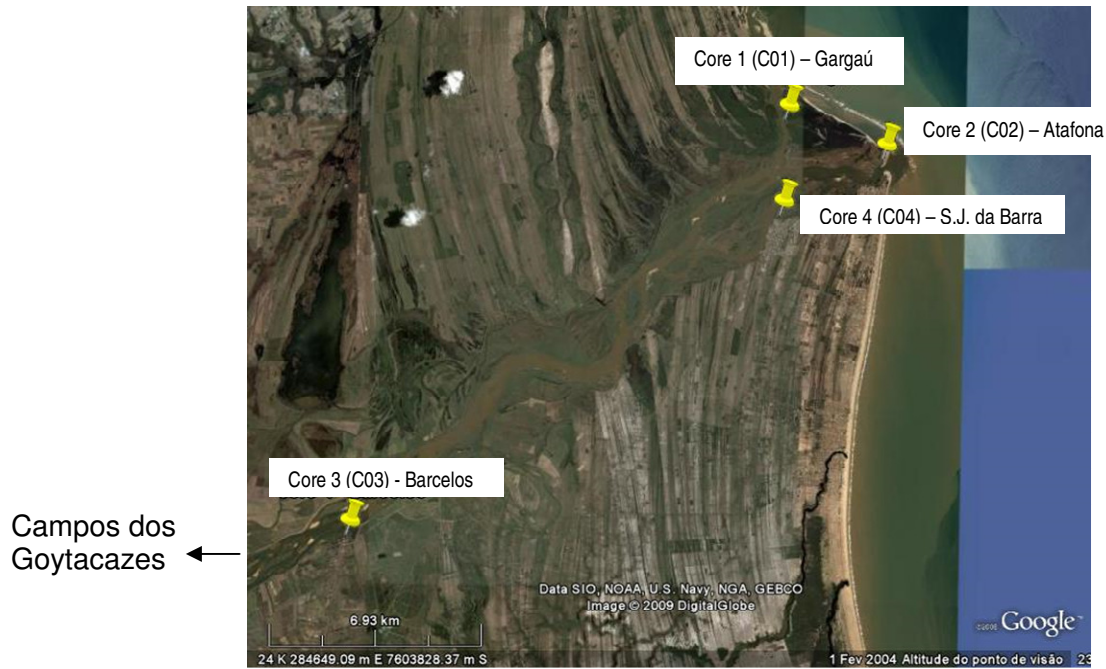 Core 1 (C01) – Gargaú
Core 2 (C02) – Atafona
Core 4 (C04) – S.J. da Barra
Core 3 (C03) - Barcelos
Campos dos
Goytacazes
Data SIO, NOAA, U.S. Navy, NGA, GEBCO
Image © 2009 DigitalGlobe
6.93 km
Google
24 K 284649.09 m E 7603828.37 m S
1 Fev 2004 Altitude do ponto de visão 23